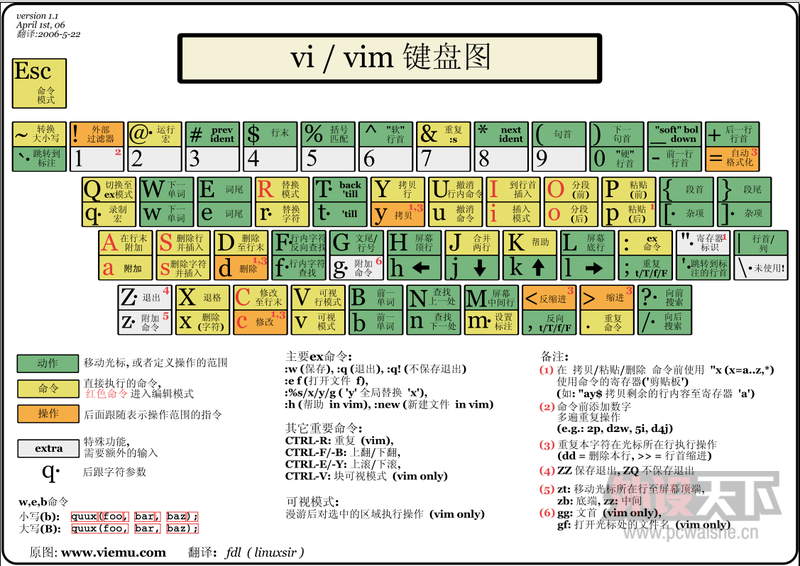 version 1.1
April 1st, 06
翻译:2006-5-22
vi / vim 键盘图
Esc 命令模式
~ 转换大小写 ! 外部过滤器 @· 运行宏 # prev ident $ 行末 % 括号匹配 ^ "软"行首 & 重复 :s * next ident ( 句首 ) 下一句首 _ "soft" bol down + 后一行行首
`· 跳转到标注 1 2 2 3 4 5 6 7 8 9 0 "硬"行首 - 前一行行首 = 自动格式化 3
Q 切换至ex模式 W 下一单词 E 词尾 R 替换模式 T· back 'till Y 拷贝行 U 撤消行内命令 I 到行首插入 O 分段(前) P 粘贴(前) { 段首 } 段尾
q· 录制宏 w 下一单词 e 词尾 r· 替换字符 t· 'till y 拷贝 1,3 u 撤消命令 i 插入模式 o 分段(后) p 粘贴(后) 1 [· 杂项 ]· 杂项
A 在行末附加 S 删除行并插入 D 删除至行末 F· 行内字符反向查找 G 文尾/行号 H 屏幕顶行 J 合并两行 K 帮助 L 屏幕底行 : ex 命令 "· 寄存器标识 1 | 行首/列
a 附加 s 删除字符并插入 d 删除 1,3 f· 行内字符查找 g· 附加命令 6 h ← j ↓ k ↑ l → ; 重复 t/T/f/F '· 跳转到标注的行首 \· 未使用!
Z· 退出 4 X 退格 C 修改至行末 V 可视行模式 B 前一单词 N 查找上一处 M 屏幕中间行 < 反缩进 3 > 缩进 3 ?· 向前搜索
z· 附加命令 5 x 删除(字符) c 修改 1,3 v 可视模式 b 前一单词 n 查找下一处 m· 设置标注 , 反向 t/T/f/F . 重复命令 /· 向后搜索
动作 移动光标, 或者定义操作的范围
命令 直接执行的命令,
红色命令 进入编辑模式
操作 后面跟随表示操作范围的指令
extra 特殊功能,
需要额外的输入
q· 后跟字符参数
w,e,b命令
小写(b): quux(foo, bar, baz);
大写(B): quux(foo, bar, baz);
主要ex命令:
:w (保存), :q (退出), :q! (不保存退出)
:e f (打开文件 f),
:%s/x/y/g ( 'y' 全局替换 'x'),
:h (帮助 in vim), :new (新建文件 in vim)
其它重要命令:
CTRL-R: 重复 (vim),
CTRL-F/-B: 上翻/下翻,
CTRL-E/-Y: 上滚/下滚,
CTRL-V: 块可视模式 (vim only)
可视模式:
漫游后对选中的区域执行操作 (vim only)
备注:
(1) 在 拷贝/粘贴/删除 命令前使用 "x (x=a..z,*)
使用命令的寄存器('剪贴板')
(如: "ay$ 拷贝剩余的行内容至寄存器 'a')
(2) 命令前添加数字
多遍重复操作
(e.g.: 2p, d2w, 5i, d4j)
(3) 重复本字符在光标所在行执行操作
(dd = 删除本行, >> = 行首缩进)
(4) ZZ 保存退出, ZQ 不保存退出
(5) zt: 移动光标所在行至屏幕顶端,
zb: 底端, zz: 中间
(6) gg: 文首 (vim only),
gf: 打开光标处的文件名 (vim only)
原图: www.viemu.com 翻译: fdl ( linuxsir )
天下
www.pcwaishe.cn